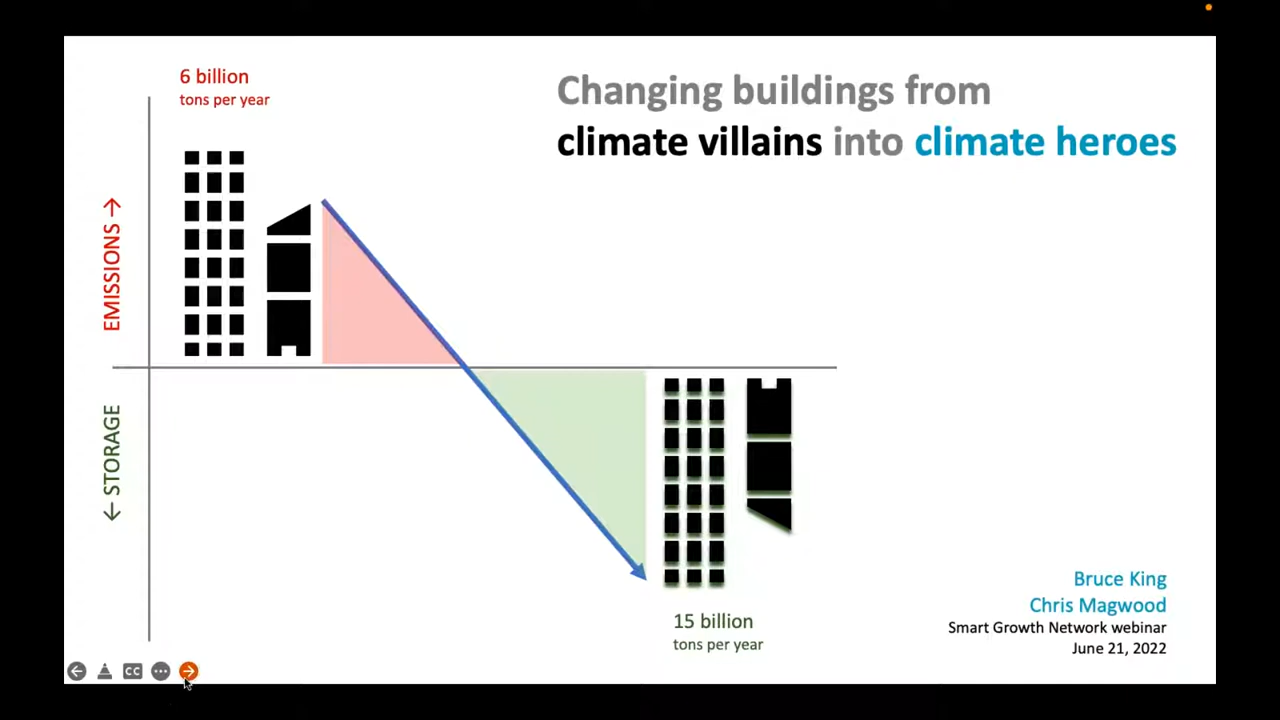 6 billion
tons per year
Changing buildings from
climate villains into climate heroes
EMISSIONS →
← STORAGE
15 billion
tons per year
Bruce King
Chris Magwood
Smart Growth Network webinar
June 21, 2022
CC